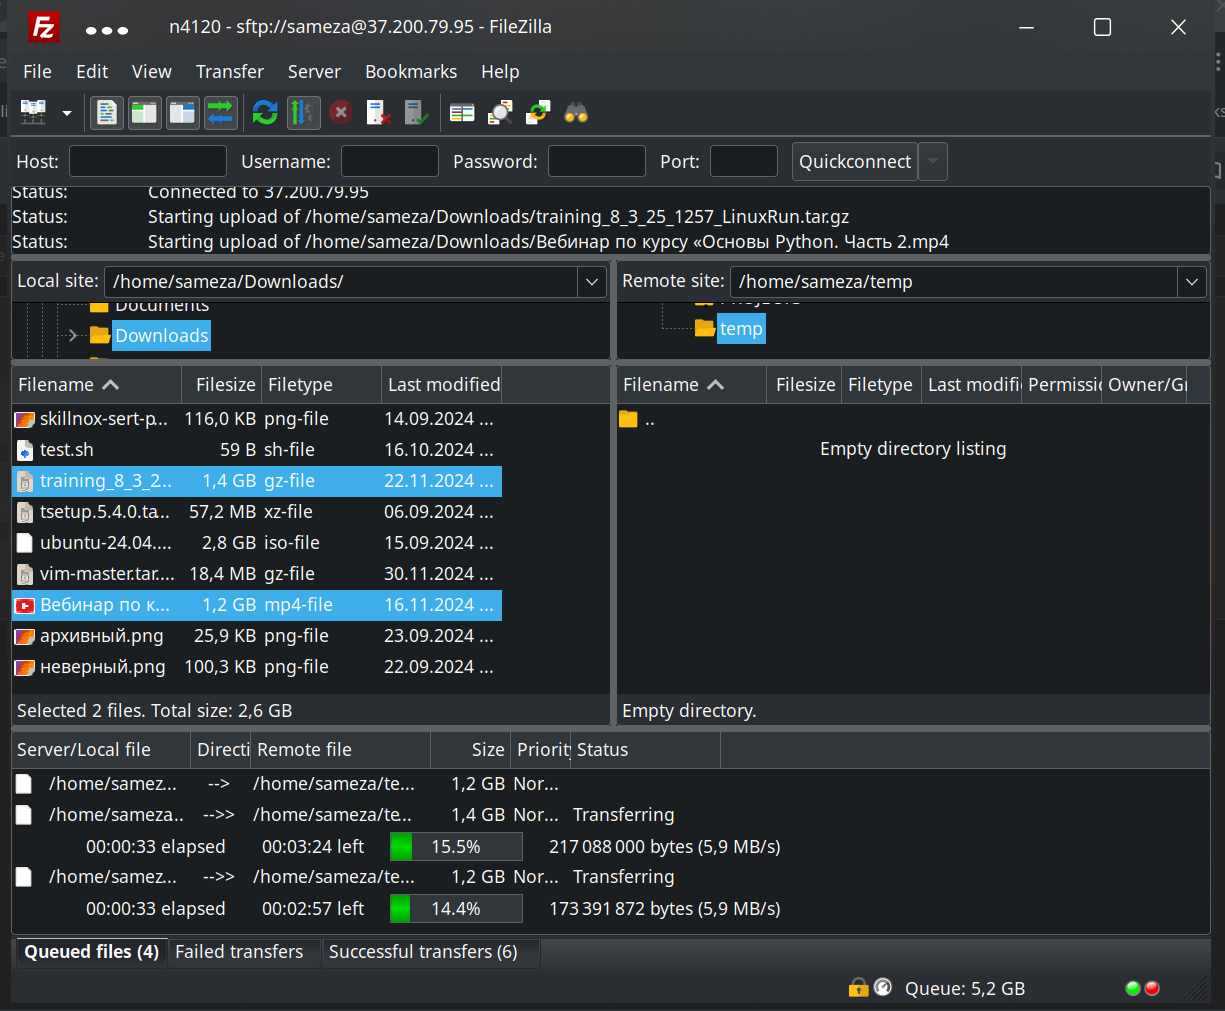 n4120 - sftp://sameza@37.200.79.95 - FileZilla
File Edit View Transfer Server Bookmarks Help
Host: Username: Password: Port: Quickconnect
Status: Connected to 37.200.79.95
Status: Starting upload of /home/sameza/Downloads/training_8_3_25_1257_LinuxRun.tar.gz
Status: Starting upload of /home/sameza/Downloads/Вебинар по курсу «Основы Python. Часть 2.mp4
Local site: /home/sameza/Downloads/
Documents
Downloads
Remote site: /home/sameza/temp
temp
Filename Filesize Filetype Last modified
skillnox-sert-p... 116,0 KB png-file 14.09.2024 ...
test.sh 59 B sh-file 16.10.2024 ...
training_8_3_2... 1,4 GB gz-file 22.11.2024 ...
tsetup.5.4.0.ta... 57,2 MB xz-file 06.09.2024 ...
ubuntu-24.04.... 2,8 GB iso-file 15.09.2024 ...
vim-master.tar.... 18,4 MB gz-file 30.11.2024 ...
Вебинар по к... 1,2 GB mp4-file 16.11.2024 ...
архивный.png 25,9 KB png-file 23.09.2024 ...
неверный.png 100,3 KB png-file 22.09.2024 ...
Selected 2 files. Total size: 2,6 GB
Filename Filesize Filetype Last modifi Permissic Owner/G
..
Empty directory listing
Empty directory.
Server/Local file Directi Remote file Size Priority Status
/home/samez... --> /home/sameza/te... 1,2 GB Nor...
/home/sameza... -->> /home/sameza/te... 1,4 GB Nor... Transferring
00:00:33 elapsed 00:03:24 left 15.5% 217 088 000 bytes (5,9 MB/s)
/home/samez... -->> /home/sameza/te... 1,2 GB Nor... Transferring
00:00:33 elapsed 00:02:57 left 14.4% 173 391 872 bytes (5,9 MB/s)
Queued files (4) Failed transfers Successful transfers (6)
Queue: 5,2 GB